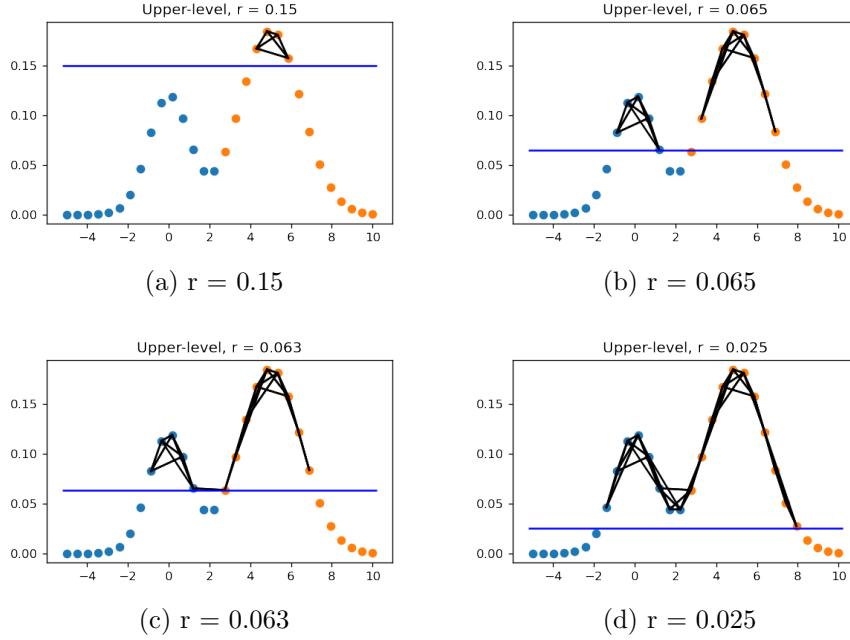 Upper-level, r = 0.15
0.15
0.10
0.05
0.00
−4 −2 0 2 4 6 8 10
(a) r = 0.15
Upper-level, r = 0.065
0.15
0.10
0.05
0.00
−4 −2 0 2 4 6 8 10
(b) r = 0.065
Upper-level, r = 0.063
0.15
0.10
0.05
0.00
−4 −2 0 2 4 6 8 10
(c) r = 0.063
Upper-level, r = 0.025
0.15
0.10
0.05
0.00
−4 −2 0 2 4 6 8 10
(d) r = 0.025